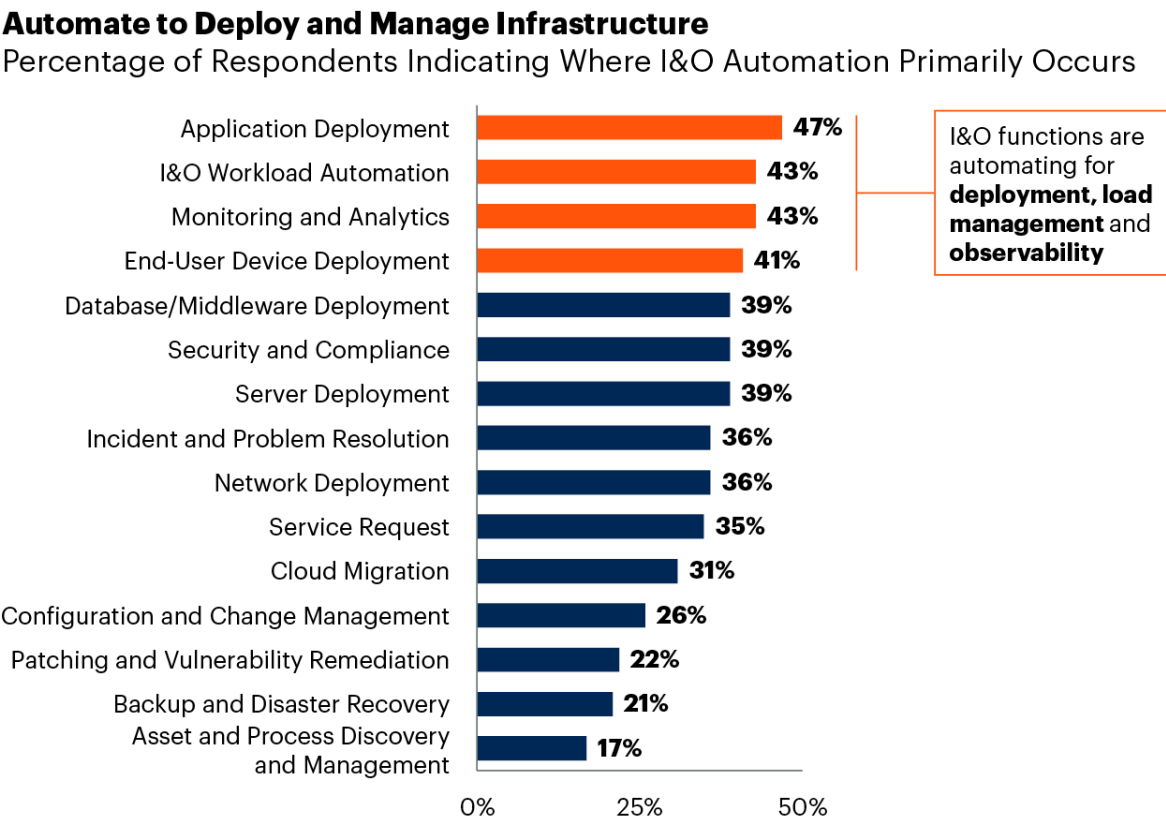 Automate to Deploy and Manage Infrastructure
Percentage of Respondents Indicating Where I&O Automation Primarily Occurs
Application Deployment 47%
I&O Workload Automation 43%
Monitoring and Analytics 43%
End-User Device Deployment 41%
Database/Middleware Deployment 39%
Security and Compliance 39%
Server Deployment 39%
Incident and Problem Resolution 36%
Network Deployment 36%
Service Request 35%
Cloud Migration 31%
Configuration and Change Management 26%
Patching and Vulnerability Remediation 22%
Backup and Disaster Recovery 21%
Asset and Process Discovery
and Management 17%
0% 25% 50%
I&O functions are
automating for
deployment, load
management and
observability